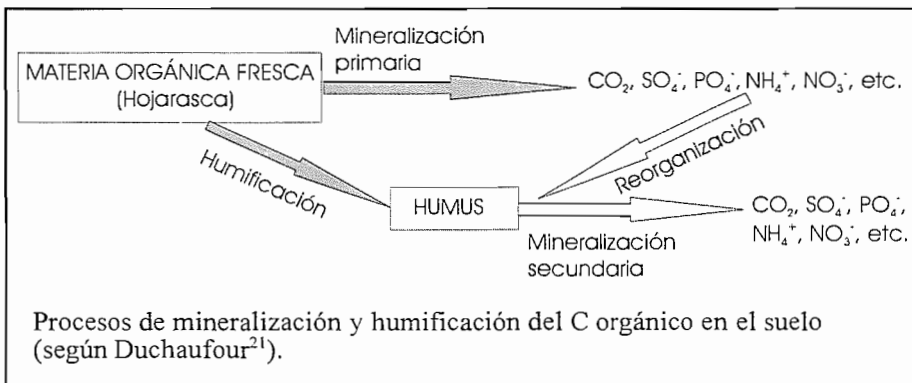 Mineralización
primaria
MATERIA ORGÁNICA FRESCA
(Hojarasca)
CO₂, SO₄⁻, PO₄⁻, NH₄⁺, NO₃⁻, etc.
Humificación
Reorganización
HUMUS
CO₂, SO₄⁻, PO₄⁻,
NH₄⁺, NO₃⁻, etc.
Mineralización
secundaria
Procesos de mineralización y humificación del C orgánico en el suelo
(según Duchaufour²¹).